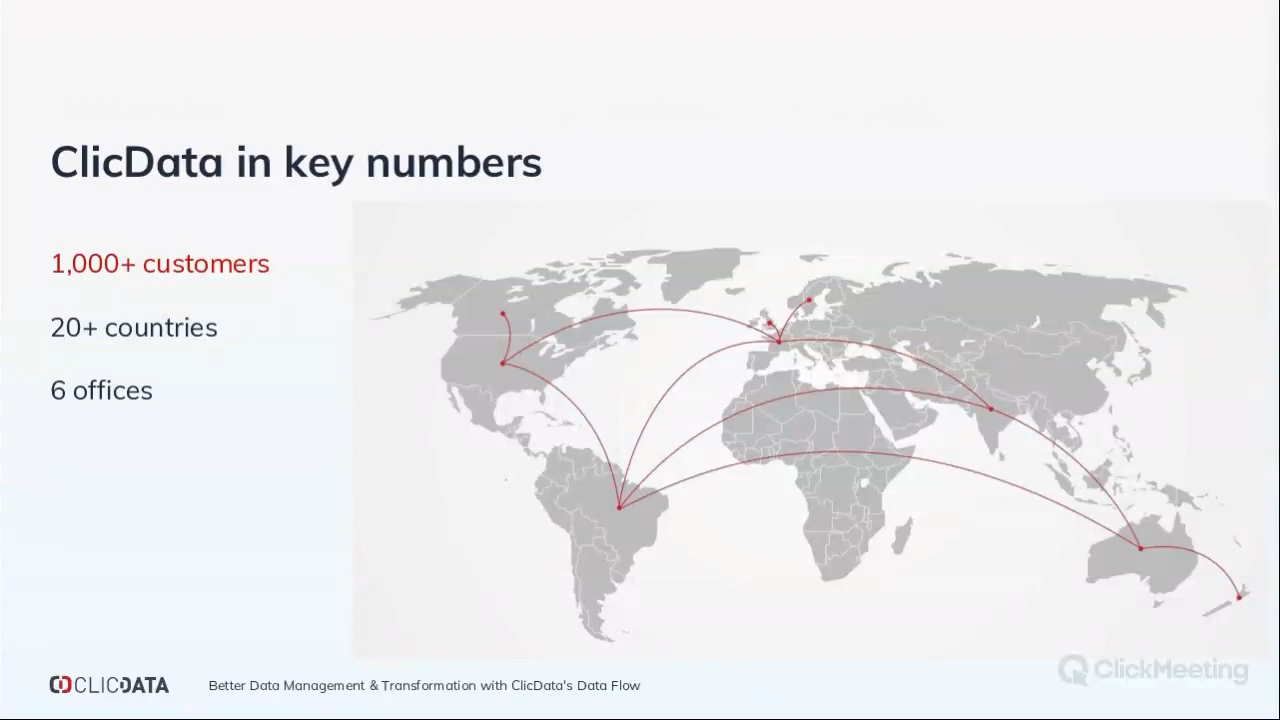 ClicData in key numbers
1,000+ customers
20+ countries
6 offices
CLICDATA
Better Data Management & Transformation with ClicData's Data Flow
ClickMeeting